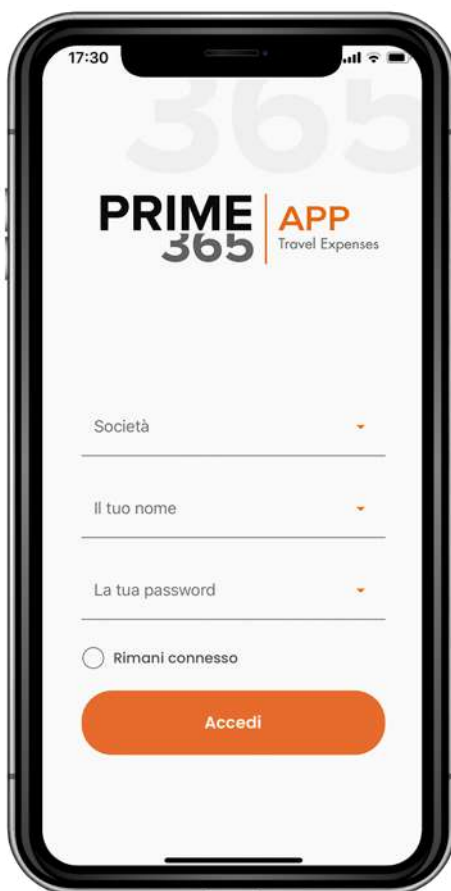 17:30
365
PRIME
365
APP
Travel Expenses
Società
Il tuo nome
La tua password
Rimani connesso
Accedi